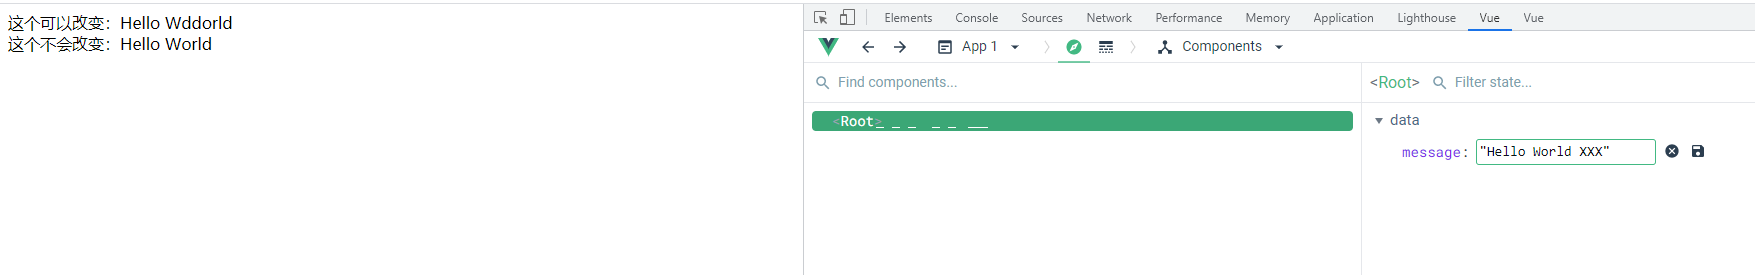 这个可以改变：Hello Wddorld
这个不会改变：Hello World
Elements Console Sources Network Performance Memory Application Lighthouse Vue Vue
App 1 Components
Find components...
<Root> Filter state...
<Root>
data
message: "Hello World XXX"